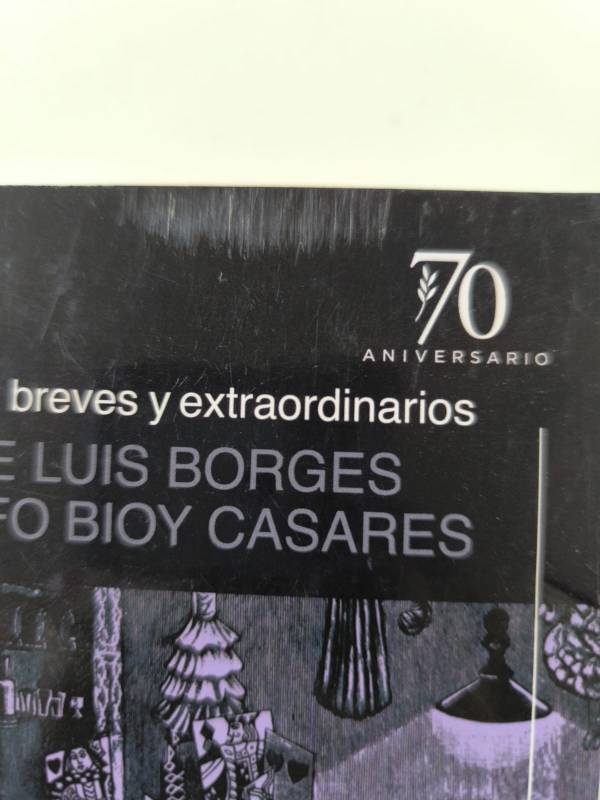 70
ANIVERSARIO
breves y extraordinarios
E LUIS BORGES
FO BIOY CASARES